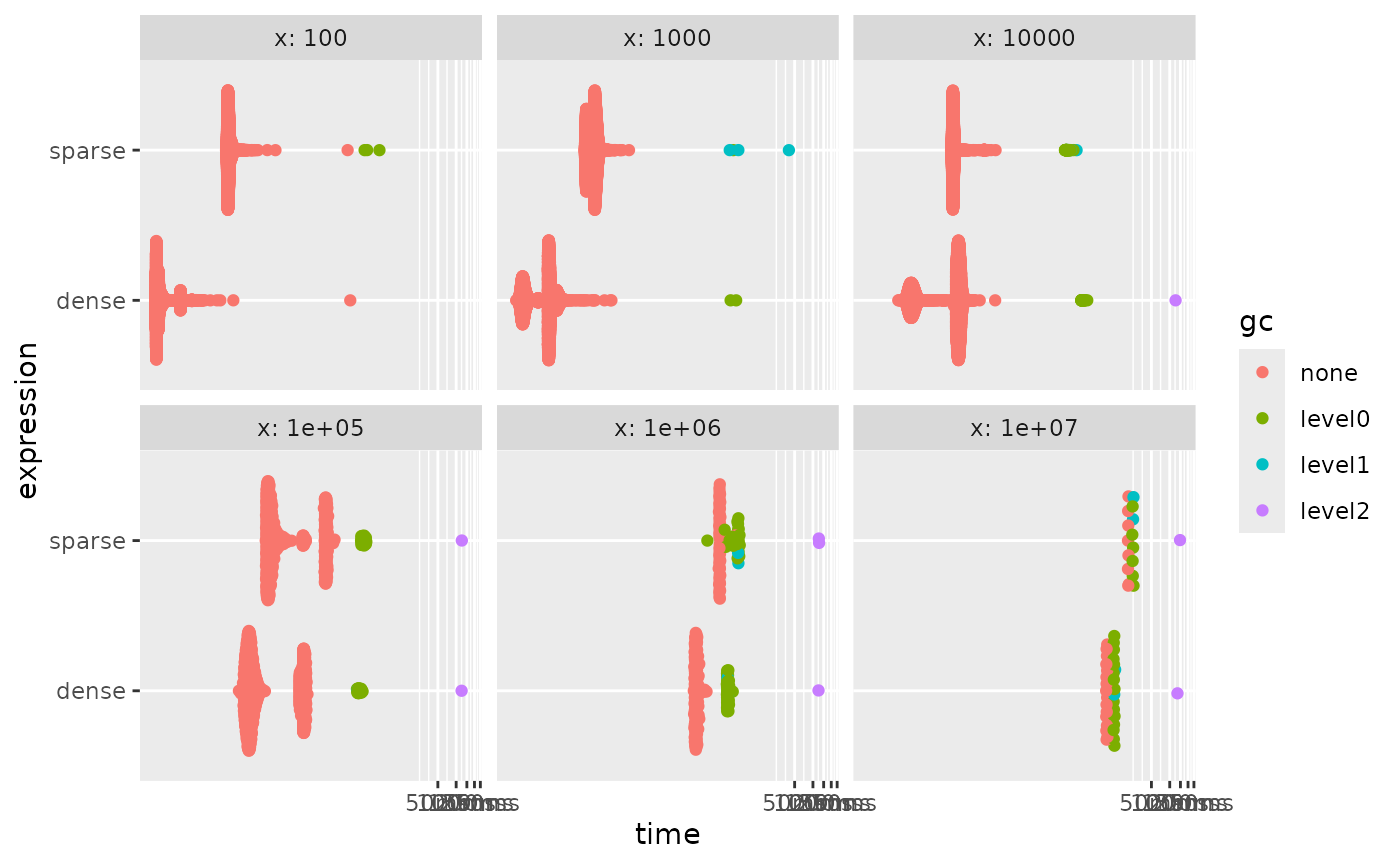 x: 100 x: 1000 x: 10000
sparse
dense
x: 1e+05 x: 1e+06 x: 1e+07
sparse
dense
expression
time
gc
none
level0
level1
level2